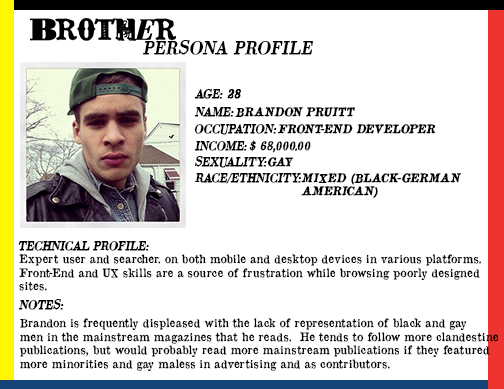 BROTHER
PERSONA PROFILE
AGE: 28
NAME: BRANDON PRUITT
OCCUPATION: FRONT-END DEVELOPER
INCOME: $ 68,000.00
SEXUALITY:GAY
RACE/ETHNICITY:MIXED (BLACK-GERMAN
AMERICAN)
TECHNICAL PROFILE:
Expert user and searcher. on both mobile and desktop devices in various platforms.
Front-End and UX skills are a source of frustration while browsing poorly designed
sites.
NOTES:
Brandon is frequently displeased with the lack of representation of black and gay
men in the mainstream magazines that he reads. He tends to follow more clandestine
publications, but would probably read more mainstream publications if they featured
more minorities and gay maless in advertising and as contributors.